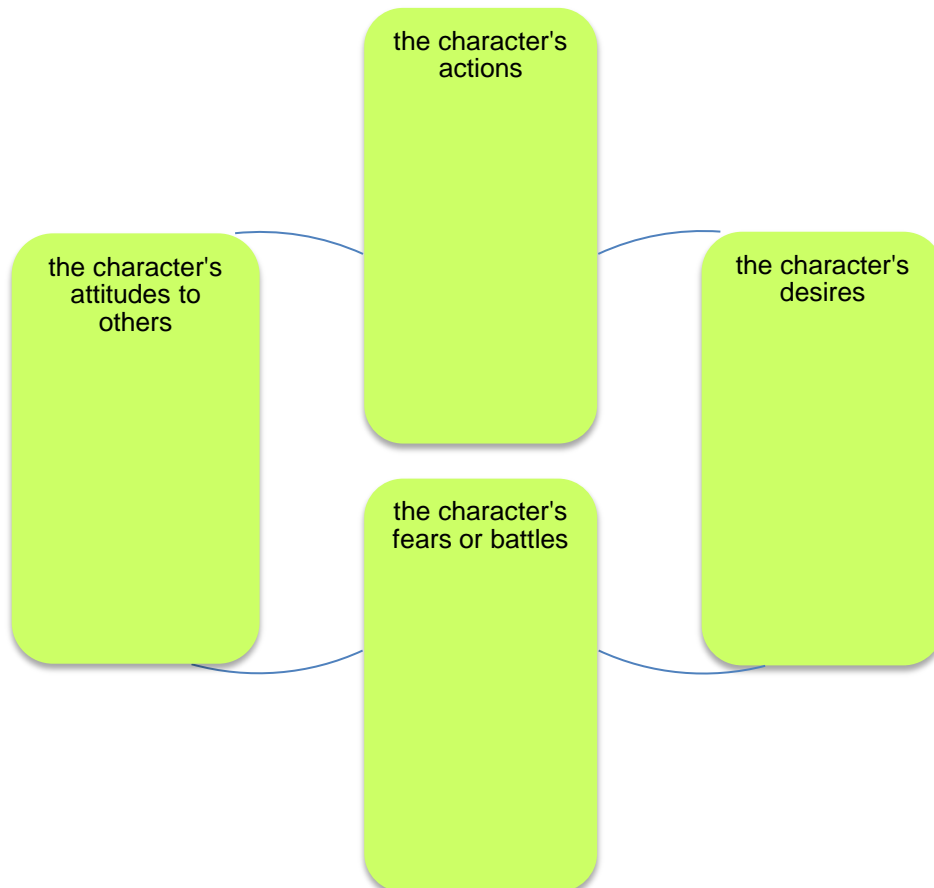 the character's
actions
the character's
attitudes to
others
the character's
desires
the character's
fears or battles